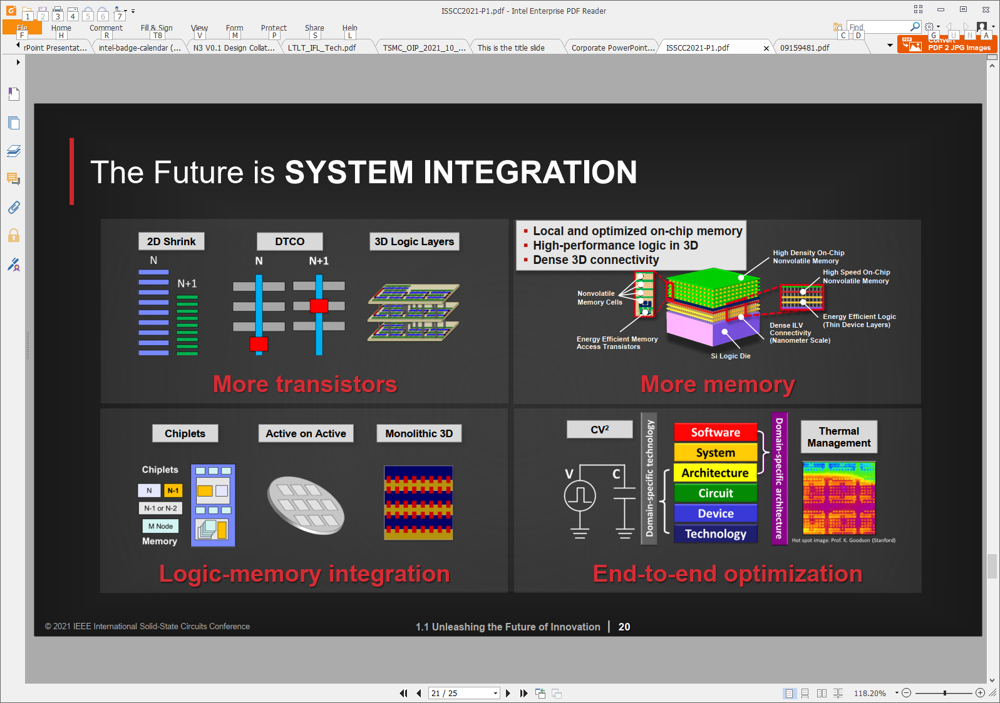 ISSCC2021-P1.pdf - Intel Enterprise PDF Reader
1 2 3 4 5 6 7
File Home Comment Fill & Sign View Form Protect Share Help
Find
F H R T8 V M P S L C D G U N A
rPoint Presentat... intel-badge-calendar (... N3 V0.1 Design Collat... LTLT_IFL_Tech.pdf TSMC_OIP_2021_10_... This is the title slide Corporate PowerPoint... ISSCC2021-P1.pdf 09159481.pdf
PDF Convert
PDF 2 JPG Images
The Future is SYSTEM INTEGRATION
2D Shrink
N
N+1
DTCO
N N+1
3D Logic Layers
More transistors
▪ Local and optimized on-chip memory
▪ High-performance logic in 3D
▪ Dense 3D connectivity
High Density On-Chip
Nonvolatile Memory
High Speed On-Chip
Nonvolatile Memory
Nonvolatile
Memory Cells
Energy Efficient Logic
(Thin Device Layers)
Dense ILV
Connectivity
(Nanometer Scale)
Energy Efficient Memory
Access Transistors
Si Logic Die
More memory
Chiplets
Chiplets
N N-1
N-1 or N-2
M Node
Memory
Active on Active
Monolithic 3D
Logic-memory integration
CV²
V C
Domain-specific technology
Software
System
Architecture
Circuit
Device
Technology
Domain-specific architecture
Thermal
Management
Hot spot image: Prof. K. Goodson (Stanford)
End-to-end optimization
© 2021 IEEE International Solid-State Circuits Conference
1.1 Unleashing the Future of Innovation | 20
21 / 25
118.20%